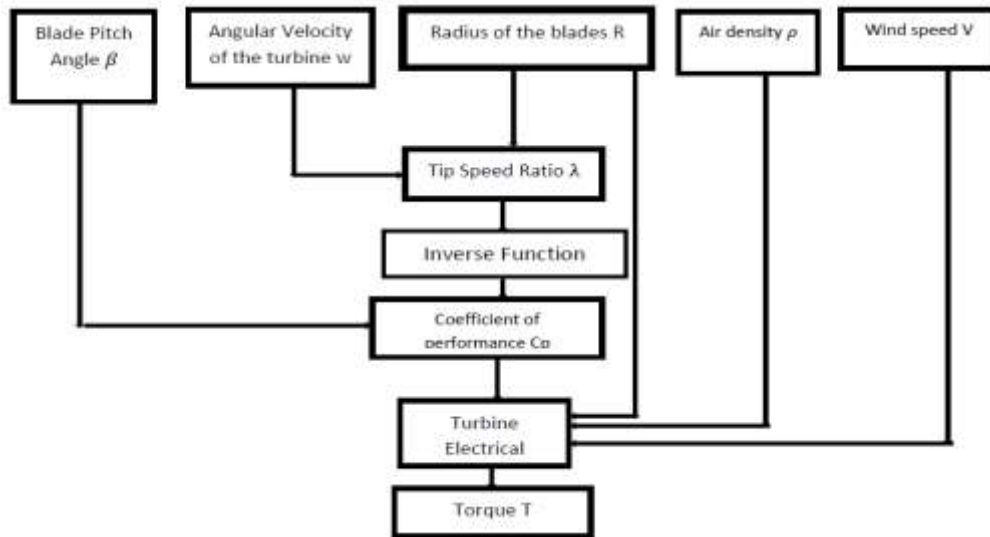 Blade Pitch
Angle β
Angular Velocity
of the turbine w
Radius of the blades R
Air density ρ
Wind speed V
Tip Speed Ratio λ
Inverse Function
Coefficient of
performance Cp
Turbine
Electrical
Torque T